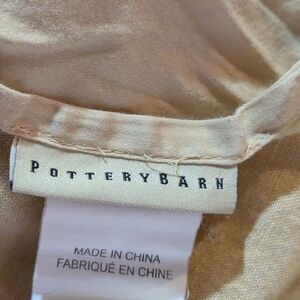 POTTERYBARN
MADE IN CHINA
FABRIQUÉ EN CHINE